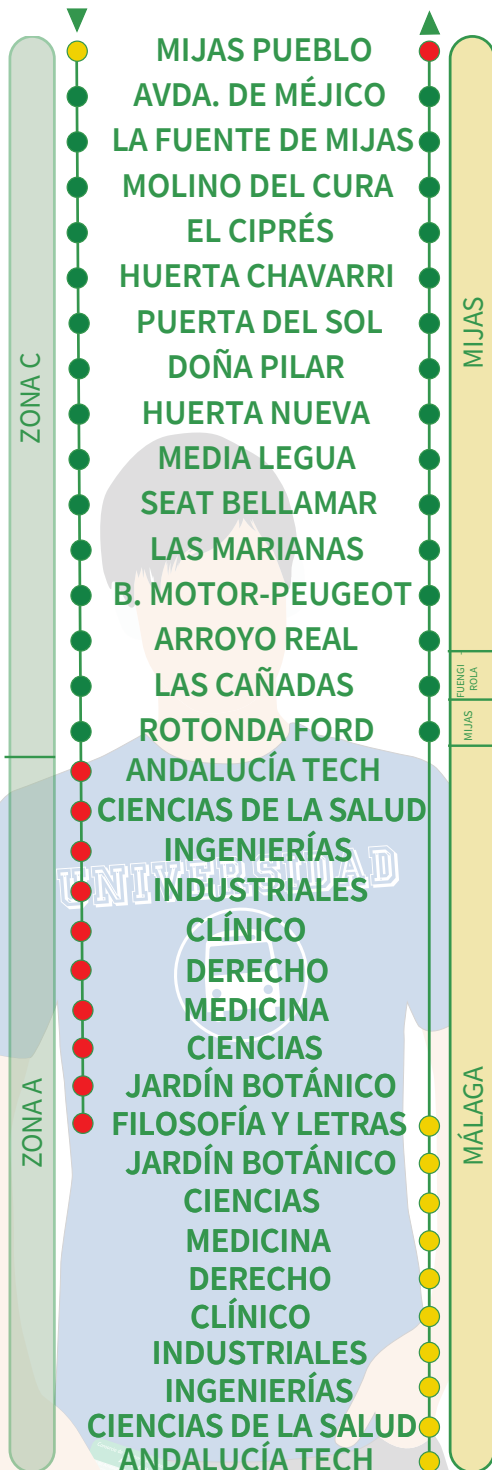 MIJAS PUEBLO
AVDA. DE MÉJICO
LA FUENTE DE MIJAS
MOLINO DEL CURA
EL CIPRÉS
HUERTA CHAVARRI
PUERTA DEL SOL
DOÑA PILAR
HUERTA NUEVA
MEDIA LEGUA
SEAT BELLAMAR
LAS MARIANAS
B. MOTOR-PEUGEOT
ARROYO REAL
LAS CAÑADAS
ROTONDA FORD
ANDALUCÍA TECH
CIENCIAS DE LA SALUD
INGENIERÍAS
INDUSTRIALES
CLÍNICO
DERECHO
MEDICINA
CIENCIAS
JARDÍN BOTÁNICO
FILOSOFÍA Y LETRAS
JARDÍN BOTÁNICO
CIENCIAS
MEDICINA
DERECHO
CLÍNICO
INDUSTRIALES
INGENIERÍAS
CIENCIAS DE LA SALUD
ANDALUCÍA TECH
ZONA C
ZONA A
MIJAS
FUENGI
ROLA
MIJAS
MÁLAGA
UNIVERSIDAD